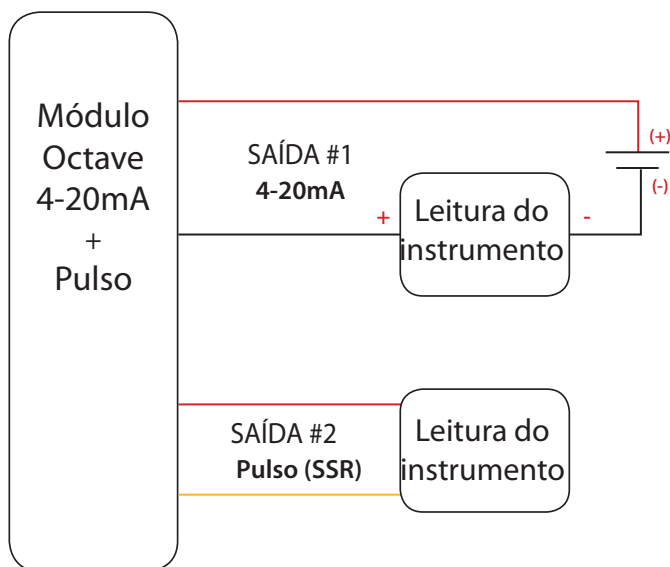 Módulo
Octave
4-20mA
+
Pulso
SAÍDA #1
4-20mA
+
Leitura do
instrumento
-
(+)
(-)
SAÍDA #2
Pulso (SSR)
Leitura do
instrumento